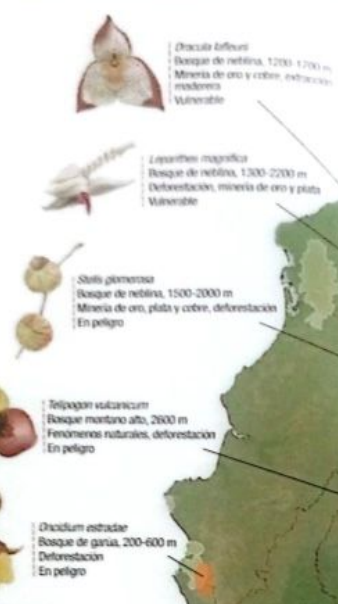 Dracula lafleurii
Bosque de neblina, 1200-1700 m
Minería de oro y cobre, extracción
maderera
Vulnerable
Lepanthes magnifica
Bosque de neblina, 1300-2200 m
Deforestación, minería de oro y plata
Vulnerable
Stelis glomerosa
Bosque de neblina, 1500-2000 m
Minería de oro, plata y cobre, deforestación
En peligro
Telipogon vulcanicum
Bosque montano alto, 2600 m
Fenómenos naturales, deforestación
En peligro
Oncidium estradae
Bosque de garúa, 200-600 m
Deforestación
En peligro